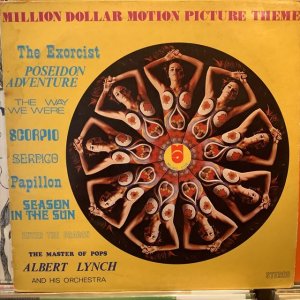 MILLION DOLLAR MOTION PICTURE THEME
The Exorcist
POSEIDON
ADVENTURE
THE WAY
WE WERE
SCORPIO
SERPICO
Papillon
SEASON
IN THE SUN
ENTER THE DRAGON
THE MASTER OF POPS
ALBERT LYNCH
AND HIS ORCHESTRA
5
STEREO